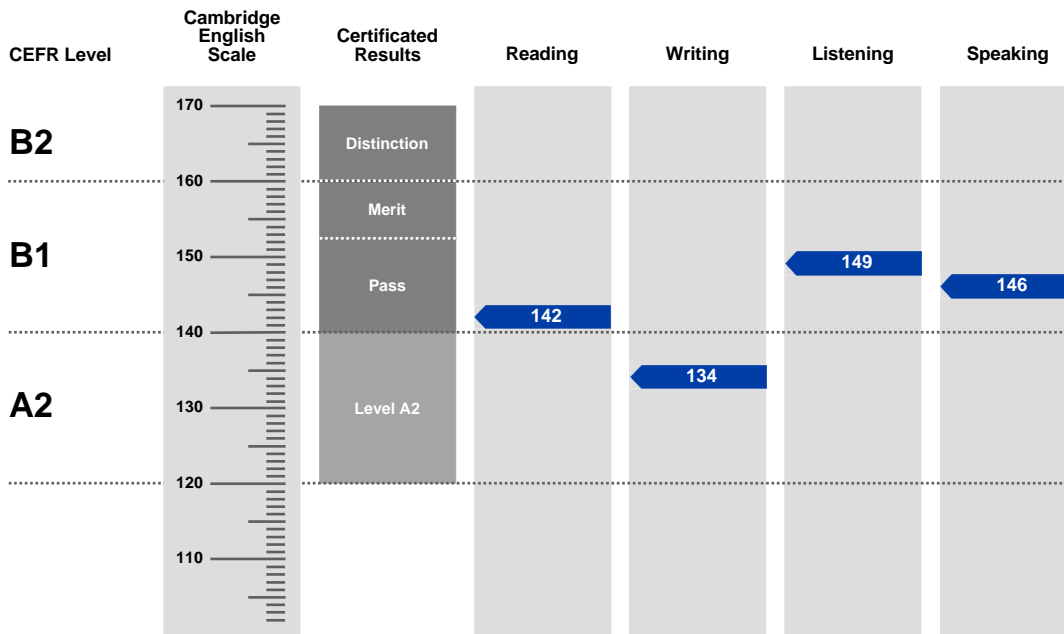 CEFR Level
Cambridge
English
Scale
Certificated
Results
Reading
Writing
Listening
Speaking
170
B2
Distinction
160
Merit
B1
150
149
Pass
146
142
140
134
A2
130
Level A2
120
110